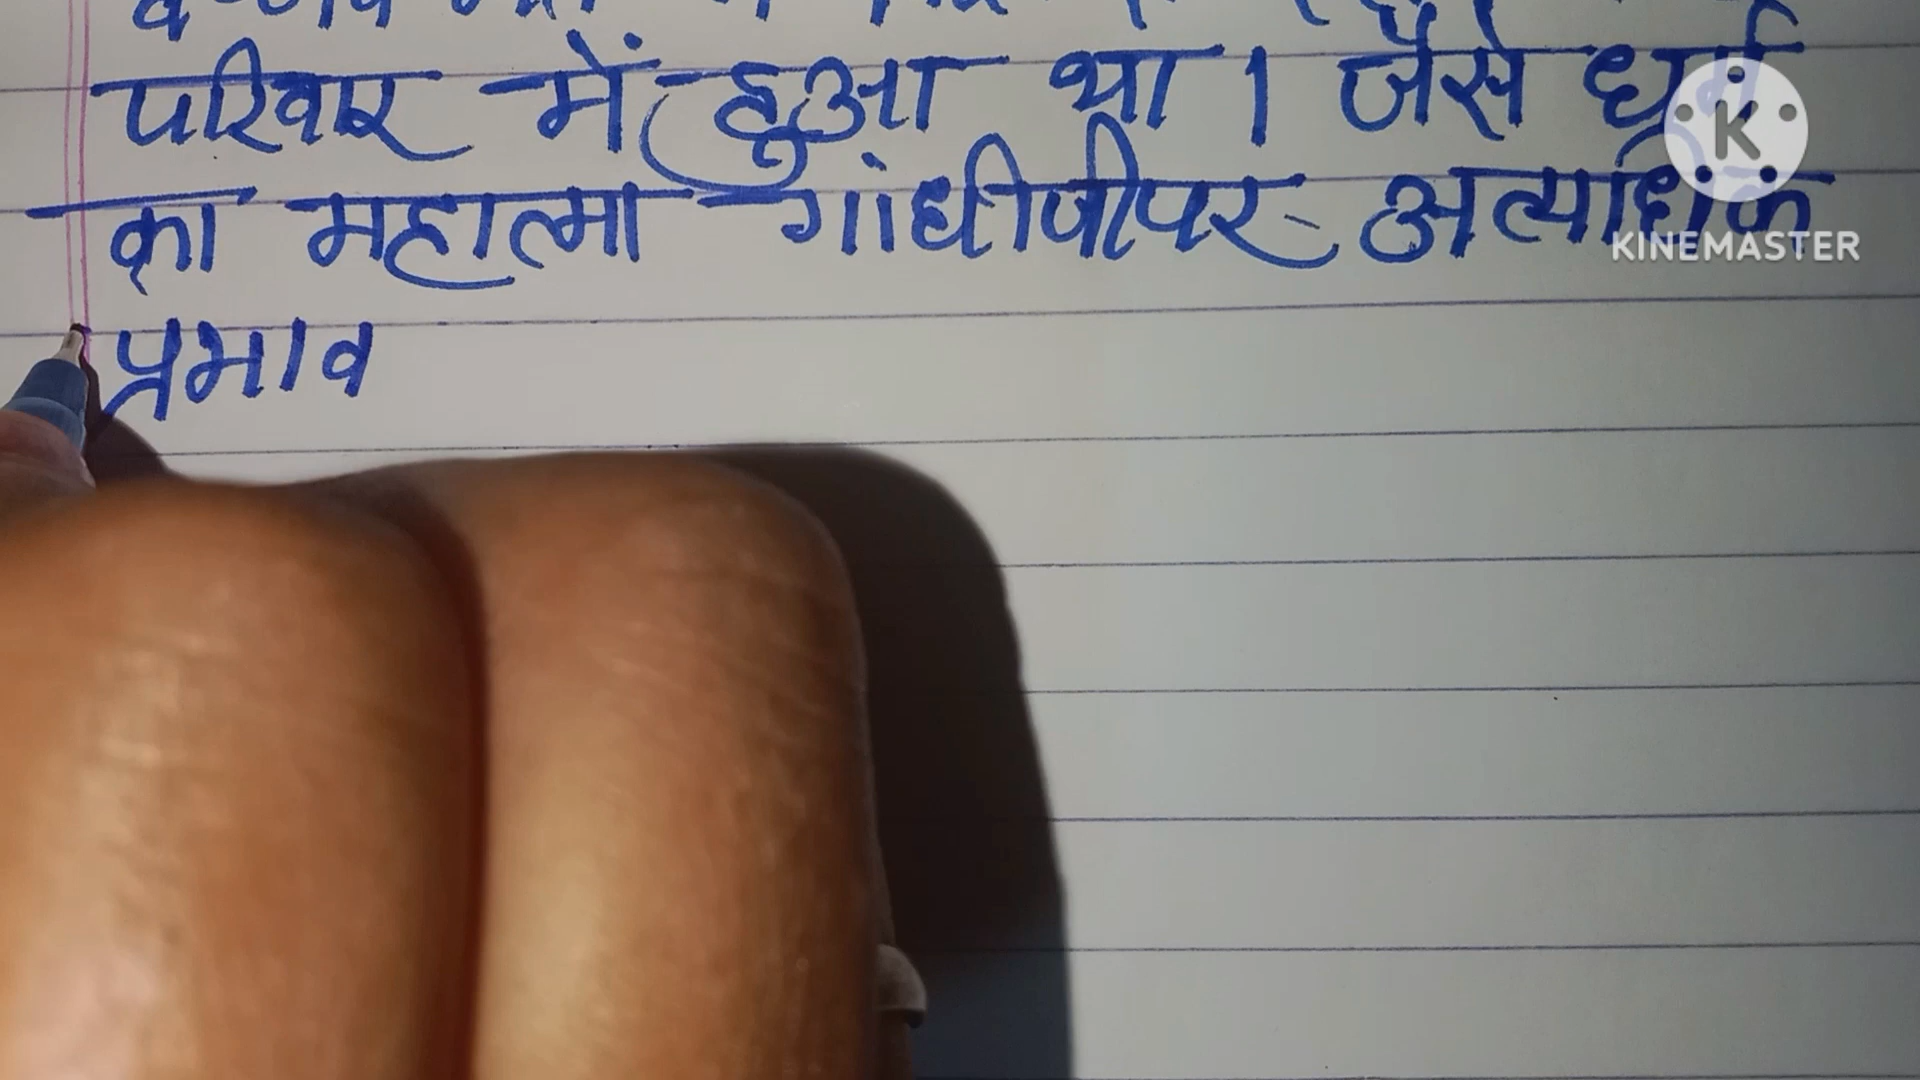 परिवार में हुआ था । जैसे धर्म
का महात्मा गांधीजीपर अत्याधिक
प्रभाव
K
KINEMASTER